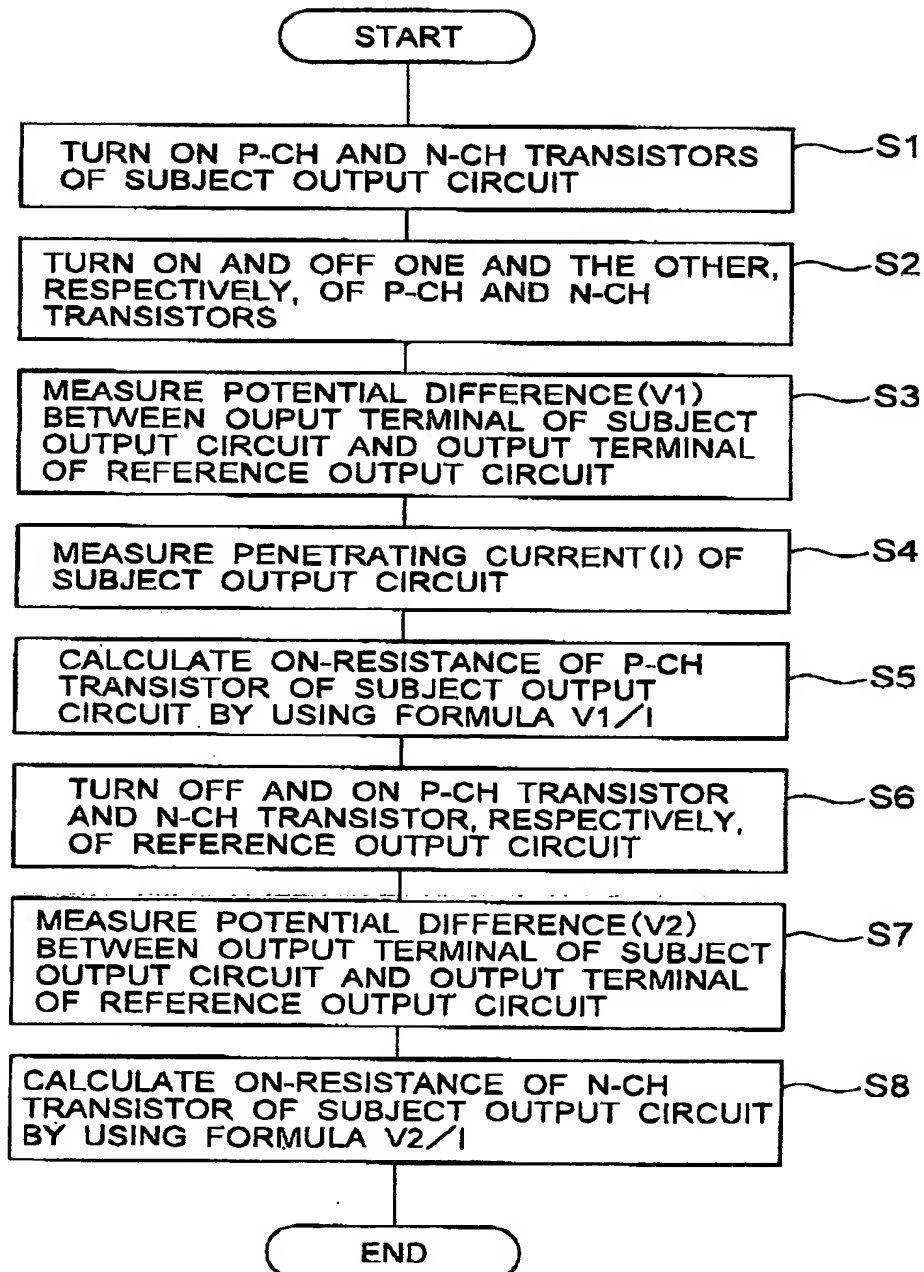 START
TURN ON P-CH AND N-CH TRANSISTORS
OF SUBJECT OUTPUT CIRCUIT
S1
TURN ON AND OFF ONE AND THE OTHER,
RESPECTIVELY, OF P-CH AND N-CH
TRANSISTORS
S2
MEASURE POTENTIAL DIFFERENCE(V1)
BETWEEN OUPUT TERMINAL OF SUBJECT
OUTPUT CIRCUIT AND OUTPUT TERMINAL
OF REFERENCE OUTPUT CIRCUIT
S3
MEASURE PENETRATING CURRENT(I) OF
SUBJECT OUTPUT CIRCUIT
S4
CALCULATE ON-RESISTANCE OF P-CH
TRANSISTOR OF SUBJECT OUTPUT
CIRCUIT BY USING FORMULA V1/I
S5
TURN OFF AND ON P-CH TRANSISTOR
AND N-CH TRANSISTOR, RESPECTIVELY,
OF REFERENCE OUTPUT CIRCUIT
S6
MEASURE POTENTIAL DIFFERENCE(V2)
BETWEEN OUTPUT TERMINAL OF SUBJECT
OUTPUT CIRCUIT AND OUTPUT TERMINAL
OF REFERENCE OUTPUT CIRCUIT
S7
CALCULATE ON-RESISTANCE OF N-CH
TRANSISTOR OF SUBJECT OUTPUT CIRCUIT
BY USING FORMULA V2/I
S8
END